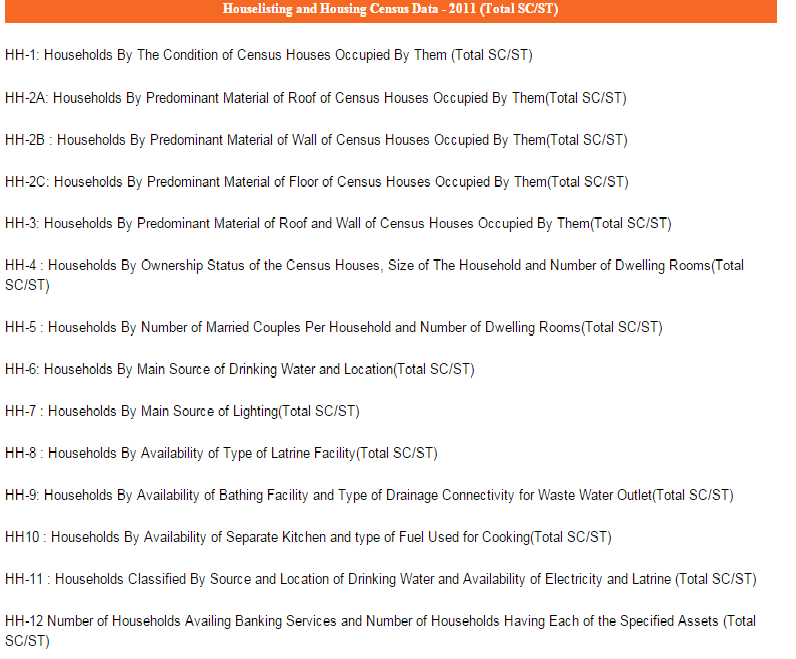 Houselisting and Housing Census Data - 2011 (Total SC/ST)
HH-1: Households By The Condition of Census Houses Occupied By Them (Total SC/ST)
HH-2A: Households By Predominant Material of Roof of Census Houses Occupied By Them(Total SC/ST)
HH-2B : Households By Predominant Material of Wall of Census Houses Occupied By Them(Total SC/ST)
HH-2C: Households By Predominant Material of Floor of Census Houses Occupied By Them(Total SC/ST)
HH-3: Households By Predominant Material of Roof and Wall of Census Houses Occupied By Them(Total SC/ST)
HH-4 : Households By Ownership Status of the Census Houses, Size of The Household and Number of Dwelling Rooms(Total
SC/ST)
HH-5 : Households By Number of Married Couples Per Household and Number of Dwelling Rooms(Total SC/ST)
HH-6: Households By Main Source of Drinking Water and Location(Total SC/ST)
HH-7 : Households By Main Source of Lighting(Total SC/ST)
HH-8 : Households By Availability of Type of Latrine Facility(Total SC/ST)
HH-9: Households By Availability of Bathing Facility and Type of Drainage Connectivity for Waste Water Outlet(Total SC/ST)
HH10 : Households By Availability of Separate Kitchen and type of Fuel Used for Cooking(Total SC/ST)
HH-11 : Households Classified By Source and Location of Drinking Water and Availability of Electricity and Latrine (Total SC/ST)
HH-12 Number of Households Availing Banking Services and Number of Households Having Each of the Specified Assets (Total
SC/ST)